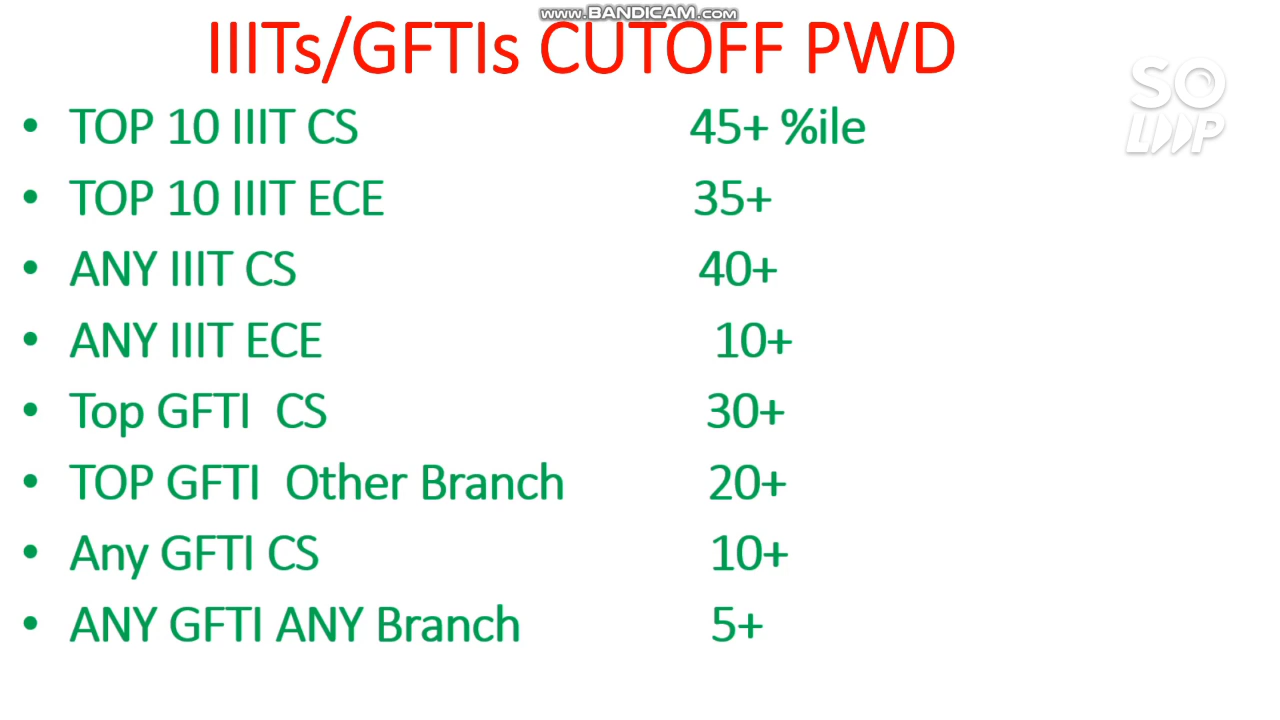 www.BANDICAM.com
IIITs/GFTIs CUTOFF PWD
SO
LOOP
• TOP 10 IIIT CS 45+ %ile
• TOP 10 IIIT ECE 35+
• ANY IIIT CS 40+
• ANY IIIT ECE 10+
• Top GFTI CS 30+
• TOP GFTI Other Branch 20+
• Any GFTI CS 10+
• ANY GFTI ANY Branch 5+